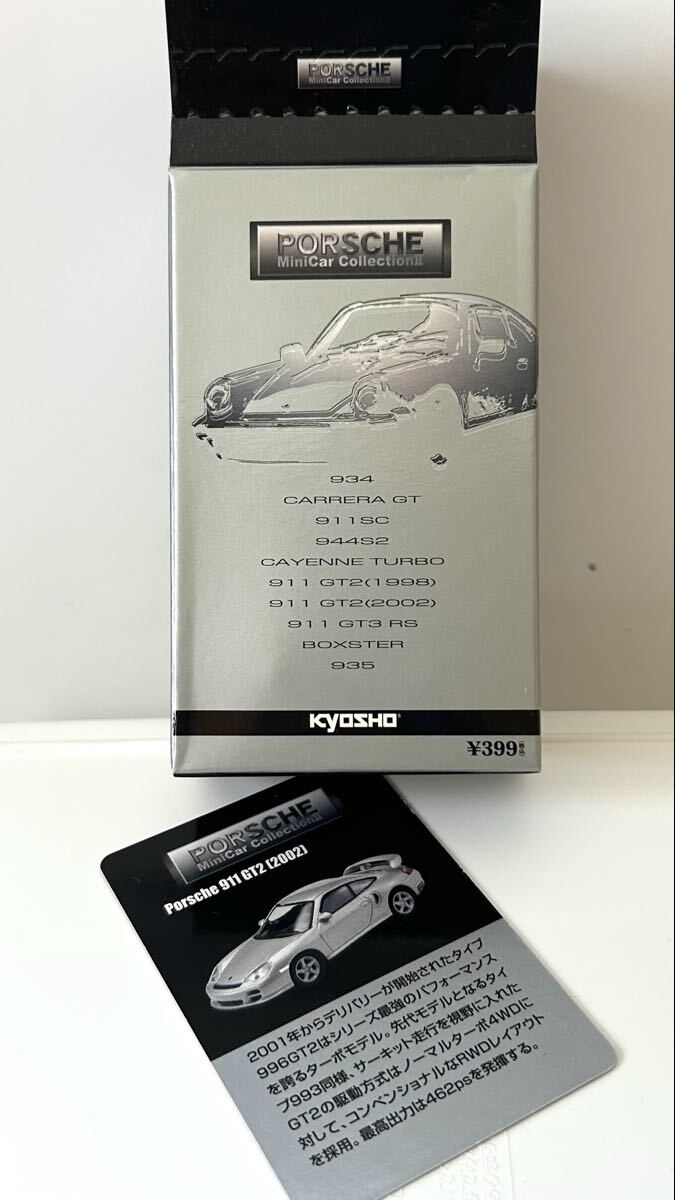 PORSCHE
MiniCar CollectionII
PORSCHE
MiniCar CollectionII
934
CARRERA GT
911SC
944S2
CAYENNE TURBO
911 GT2(1998)
911 GT2(2002)
911 GT3 RS
BOXSTER
935
KYOSHO
¥399
PORSCHE
MiniCar CollectionII
Porsche 911 GT2 (2002)
2001年からデリバリーが開始されたタイプ
996GT2はシリーズ最強のパフォーマンス
を誇るターボモデル。先代モデルとなるタイ
プ993同様、サーキット走行を視野に入れた
GT2の駆動方式はノーマルターボ4WDに
対して、コンベンショナルなRWDレイアウト
を採用。最高出力は462psを発揮する。